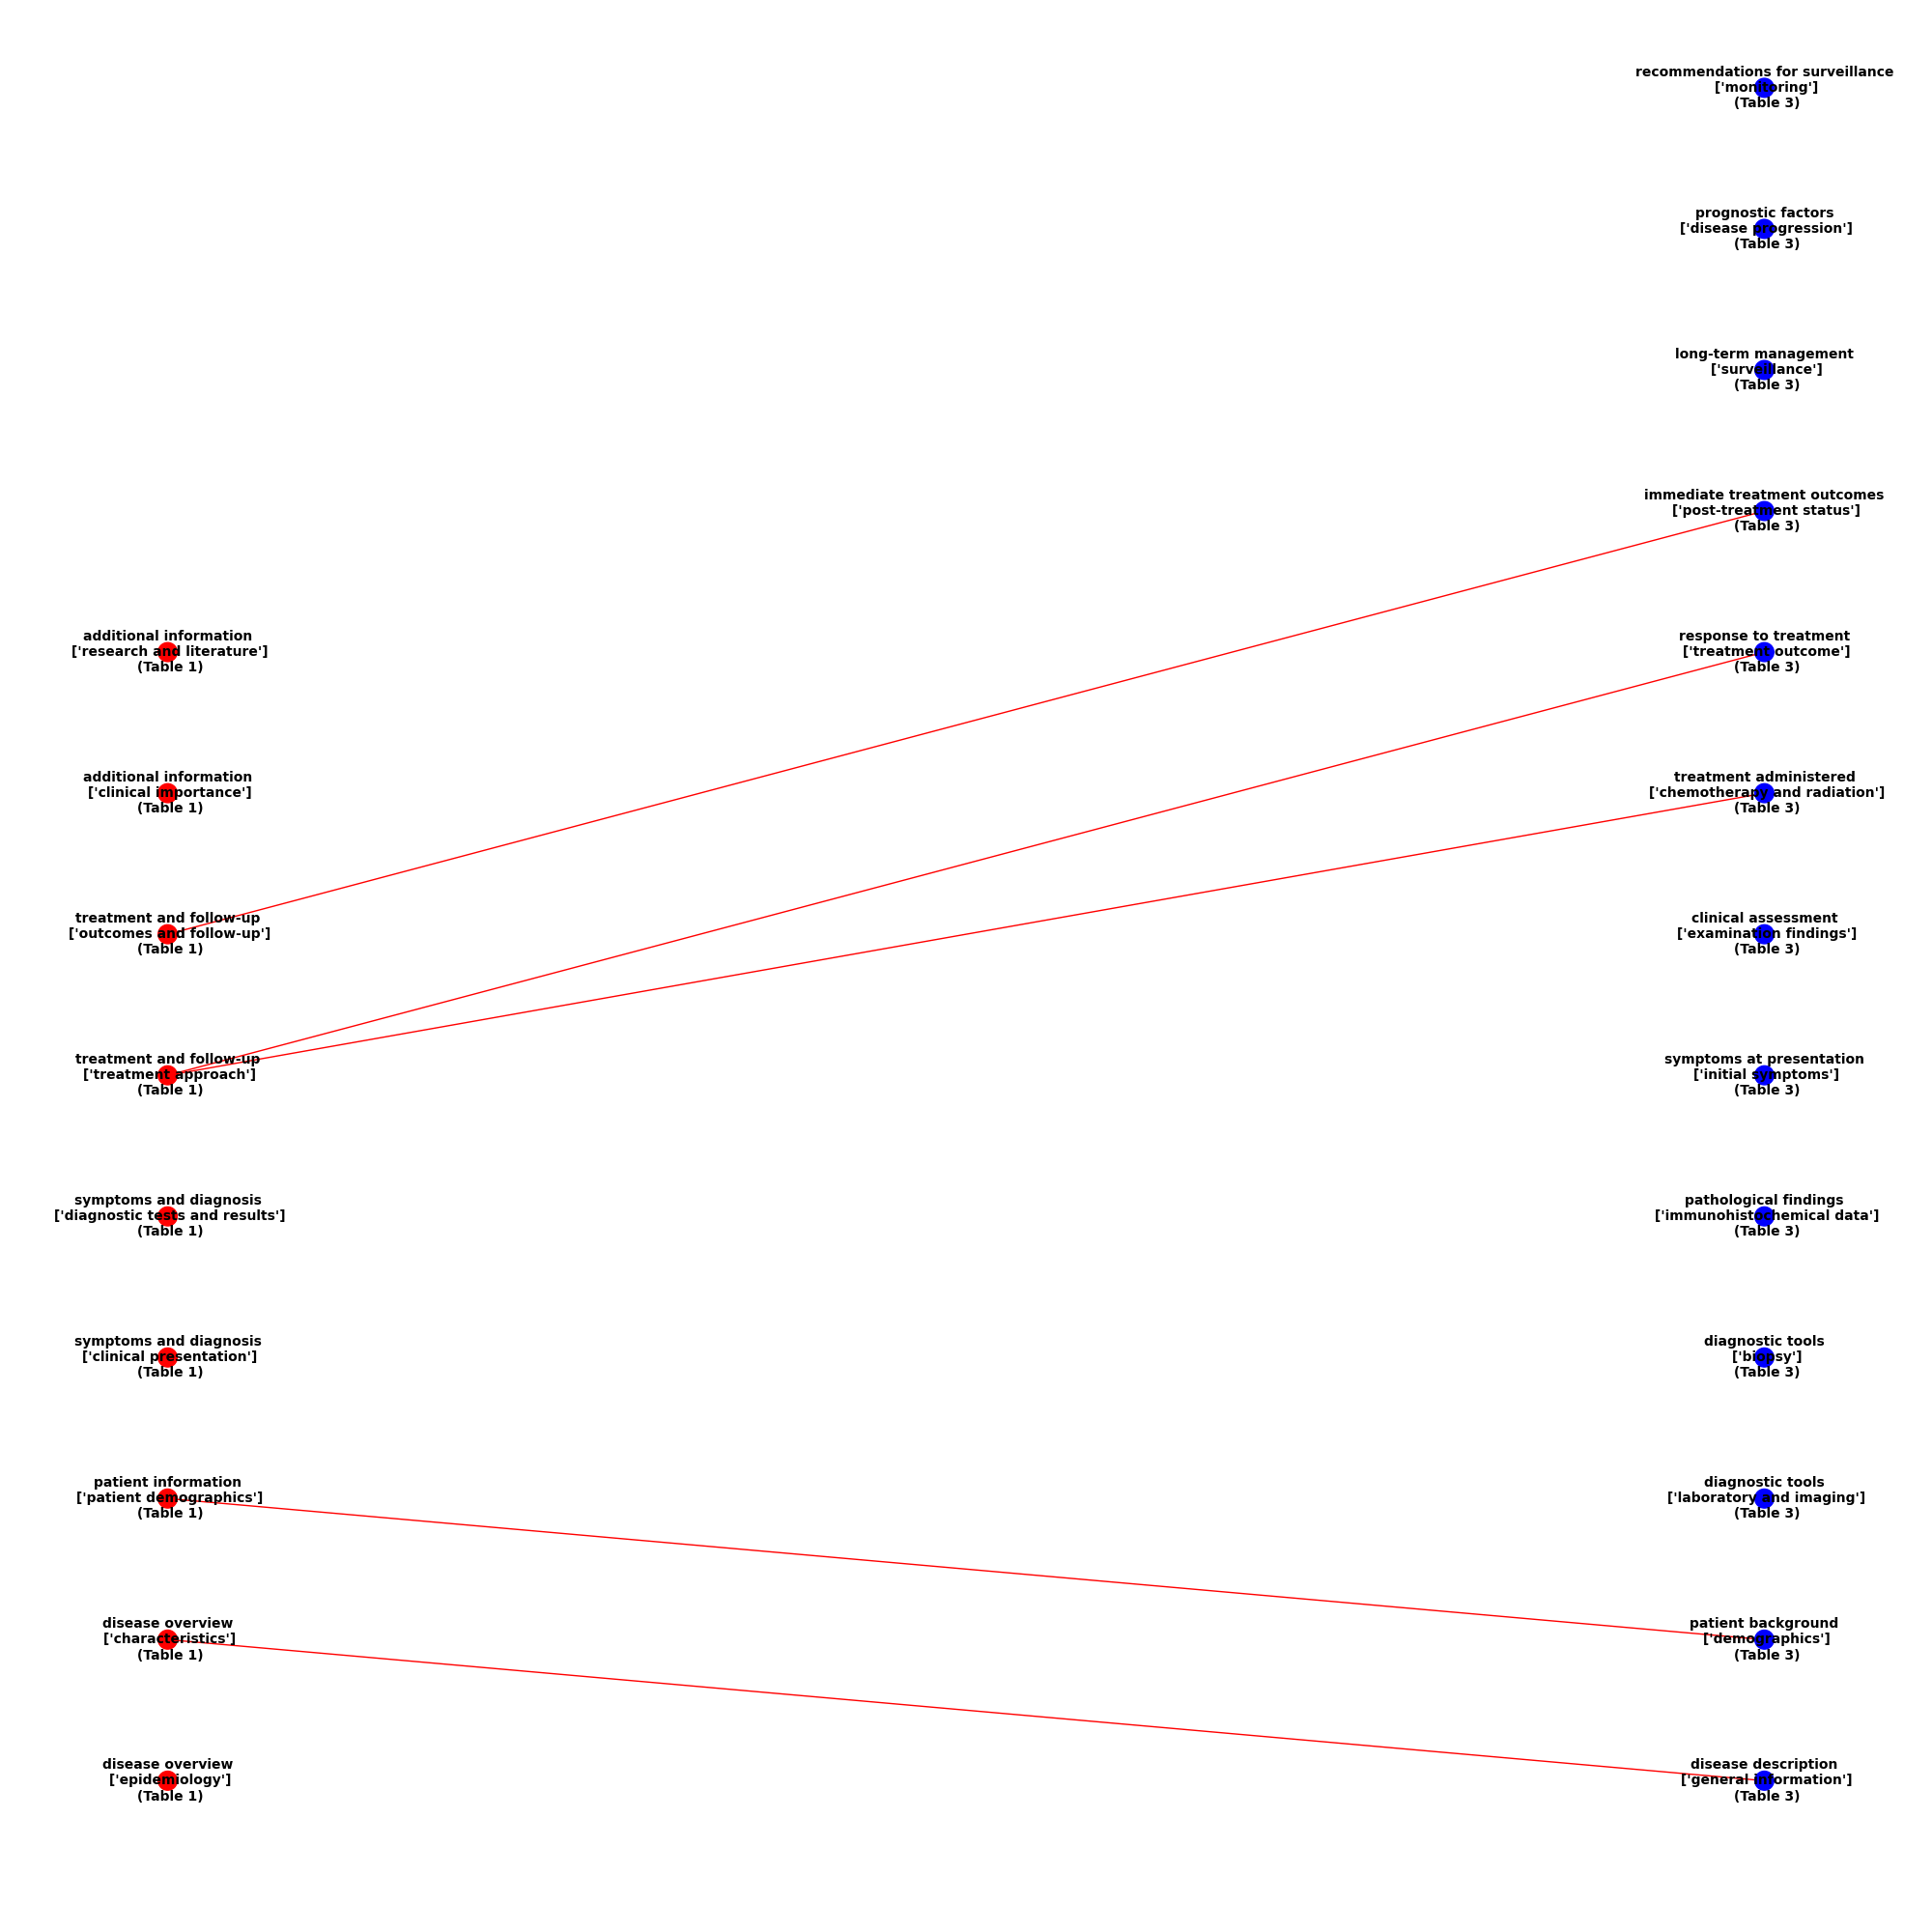 recommendations for surveillance
['monitoring']
(Table 3)
prognostic factors
['disease progression']
(Table 3)
long-term management
['surveillance']
(Table 3)
immediate treatment outcomes
['post-treatment status']
(Table 3)
additional information
['research and literature']
(Table 1)
response to treatment
['treatment outcome']
(Table 3)
additional information
['clinical importance']
(Table 1)
treatment administered
['chemotherapy and radiation']
(Table 3)
treatment and follow-up
['outcomes and follow-up']
(Table 1)
clinical assessment
['examination findings']
(Table 3)
treatment and follow-up
['treatment approach']
(Table 1)
symptoms at presentation
['initial symptoms']
(Table 3)
symptoms and diagnosis
['diagnostic tests and results']
(Table 1)
pathological findings
['immunohistochemical data']
(Table 3)
symptoms and diagnosis
['clinical presentation']
(Table 1)
diagnostic tools
['biopsy']
(Table 3)
patient information
['patient demographics']
(Table 1)
diagnostic tools
['laboratory and imaging']
(Table 3)
disease overview
['characteristics']
(Table 1)
patient background
['demographics']
(Table 3)
disease overview
['epidemiology']
(Table 1)
disease description
['general information']
(Table 3)